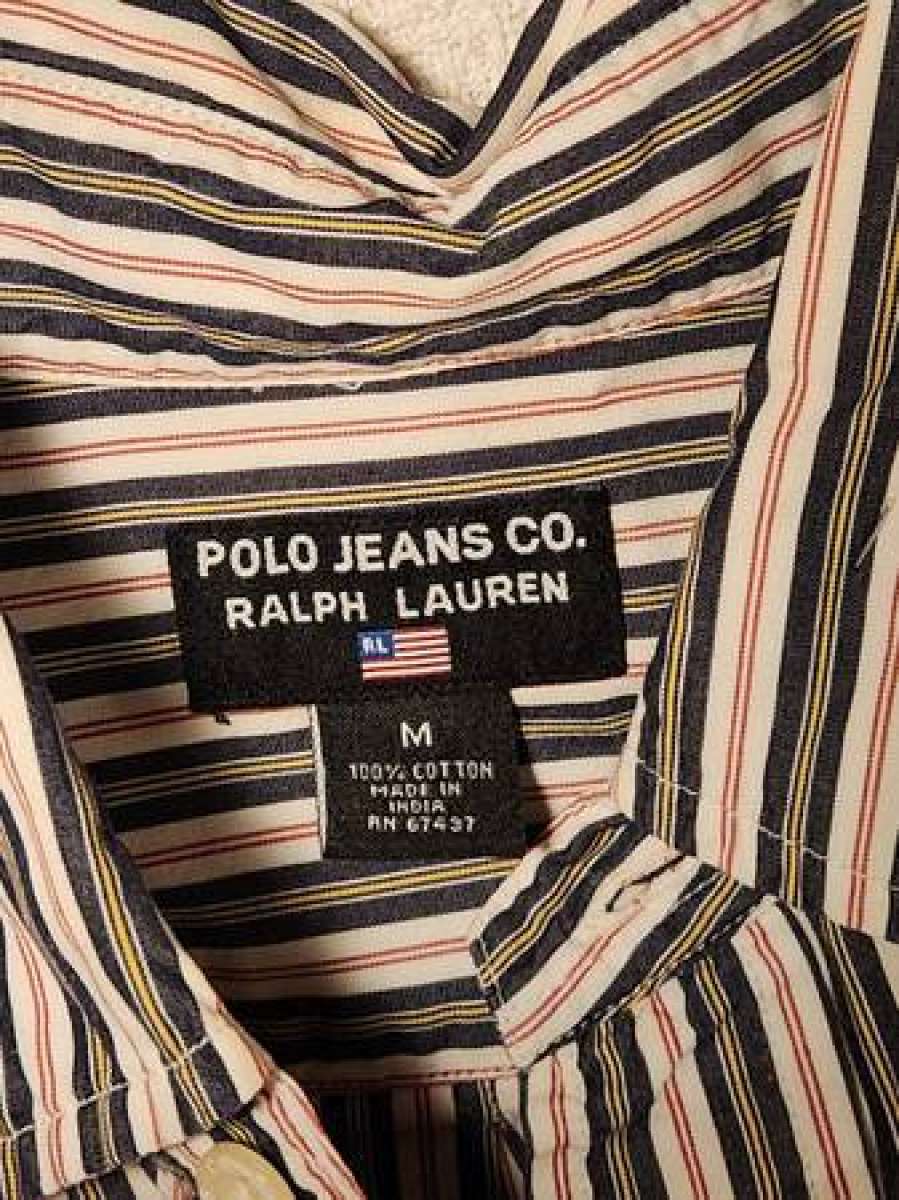 POLO JEANS CO.
RALPH LAUREN
RL
M
100% COTTON
MADE IN
INDIA
RN 67437